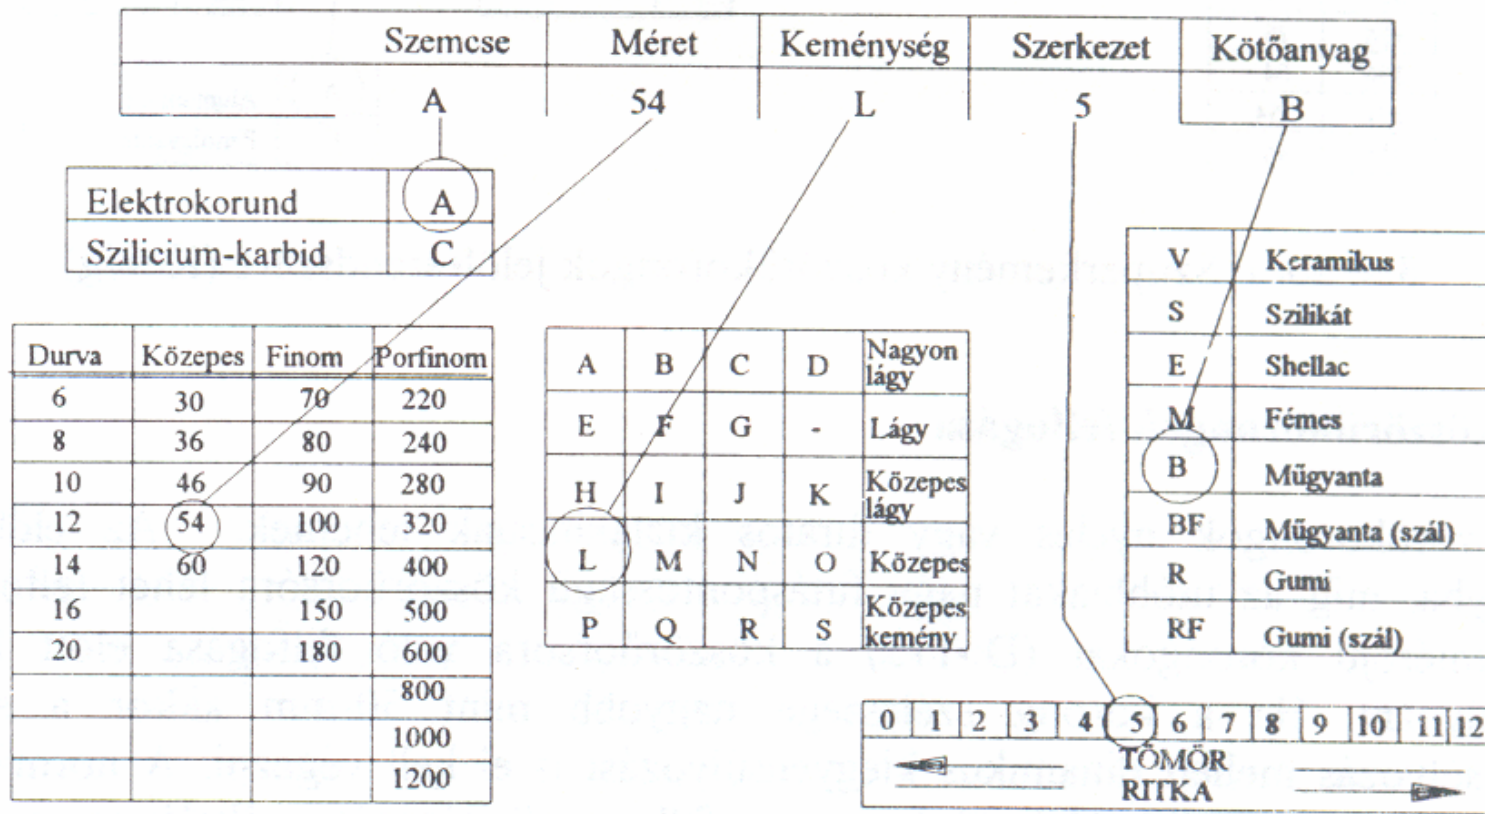 Szemcse Méret Keménység Szerkezet Kötőanyag
A 54 L 5 B
Elektrokorund A
Szilicium-karbid C
Durva Közepes Finom Porfinom
6 30 70 220
8 36 80 240
10 46 90 280
12 54 100 320
14 60 120 400
16 150 500
20 180 600
800
1000
1200
A B C D Nagyon lágy
E F G - Lágy
H I J K Közepes lágy
L M N O Közepes
P Q R S Közepes kemény
V Keramikus
S Szilikát
E Shellac
M Fémes
B Műgyanta
BF Műgyanta (szál)
R Gumi
RF Gumi (szál)
0 1 2 3 4 5 6 7 8 9 10 11 12
TÖMÖR
RITKA